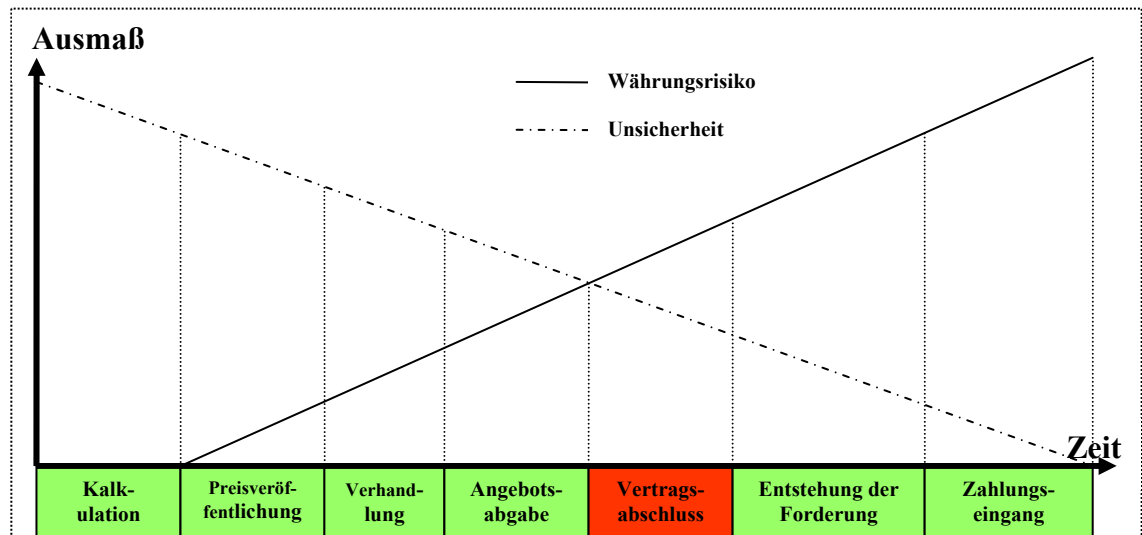 Ausmaß
Währungsrisiko
Unsicherheit
Zeit
Kalk-
ulation
Preisveröf-
fentlichung
Verhand-
lung
Angebots-
abgabe
Vertrags-
abschluss
Entstehung der
Forderung
Zahlungs-
eingang